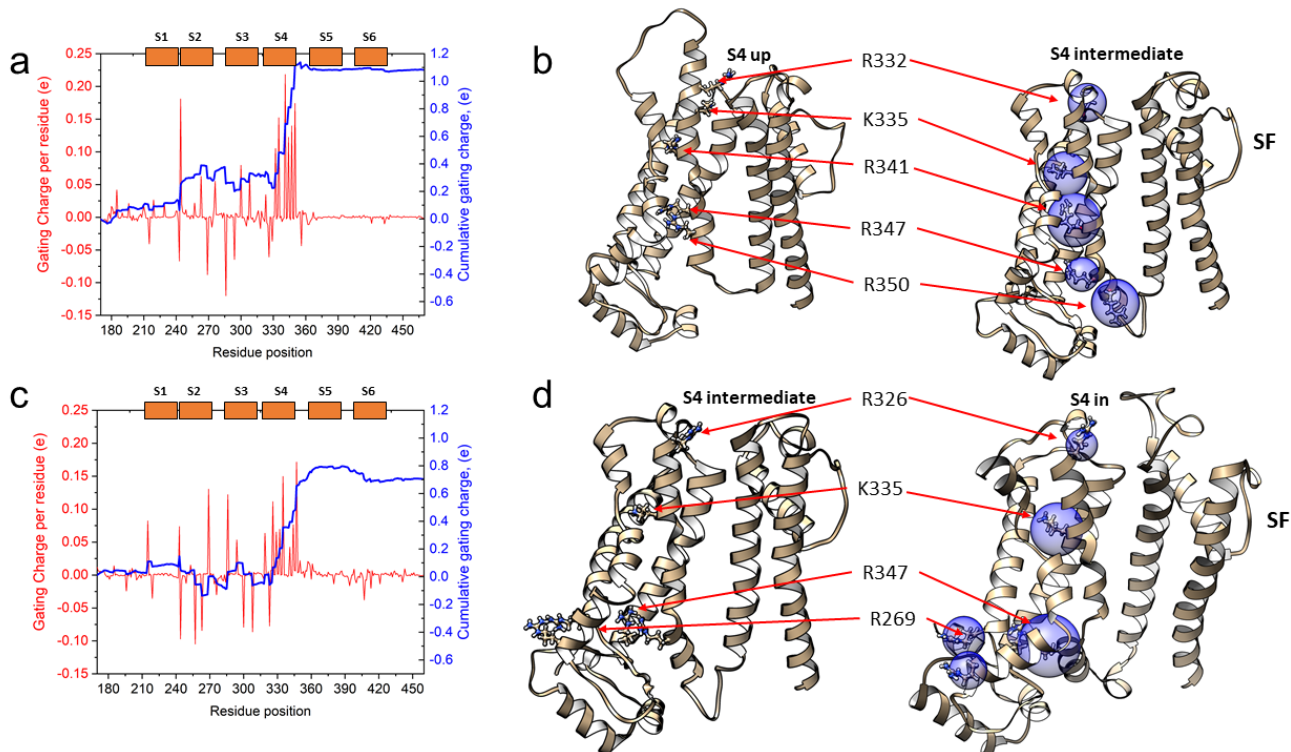 a
S1 S2 S3 S4 S5 S6
Gating Charge per residue (e)
0.25
0.20
0.15
0.10
0.05
0.00
-0.05
-0.10
-0.15
1.2
1.0
0.8
0.6
0.4
0.2
0.0
-0.2
-0.4
-0.6
Cumulative gating charge, (e)
180 210 240 270 300 330 360 390 420 450
Residue position
b
S4 up
S4 intermediate
R332
K335
R341
R347
R350
SF
c
S1 S2 S3 S4 S5 S6
Gating Charge per residue (e)
0.25
0.20
0.15
0.10
0.05
0.00
-0.05
-0.10
-0.15
1.2
1.0
0.8
0.6
0.4
0.2
0.0
-0.2
-0.4
-0.6
Cumulative gating charge, (e)
180 210 240 270 300 330 360 390 420 450
Residue position
d
S4 intermediate
S4 in
R326
K335
R347
R269
SF